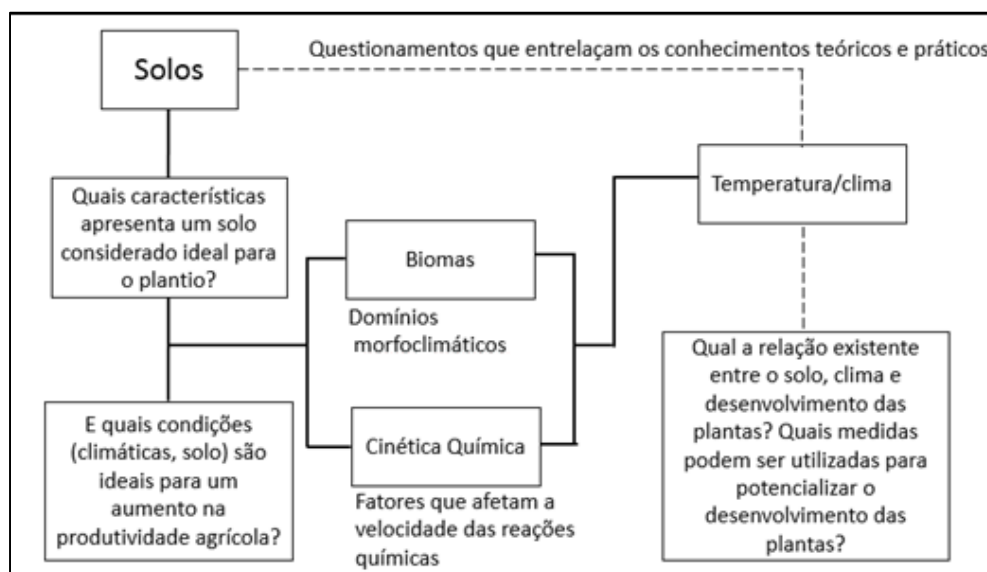 Solos
Questionamentos que entrelaçam os conhecimentos teóricos e práticos
Quais características
apresenta um solo
considerado ideal para
o plantio?
Temperatura/clima
Biomas
Domínios
morfoclimáticos
E quais condições
(climáticas, solo) são
ideais para um
aumento na
produtividade agrícola?
Cinética Química
Fatores que afetam a
velocidade das reações
químicas
Qual a relação existente
entre o solo, clima e
desenvolvimento das
plantas? Quais medidas
podem ser utilizadas para
potencializar o
desenvolvimento das
plantas?